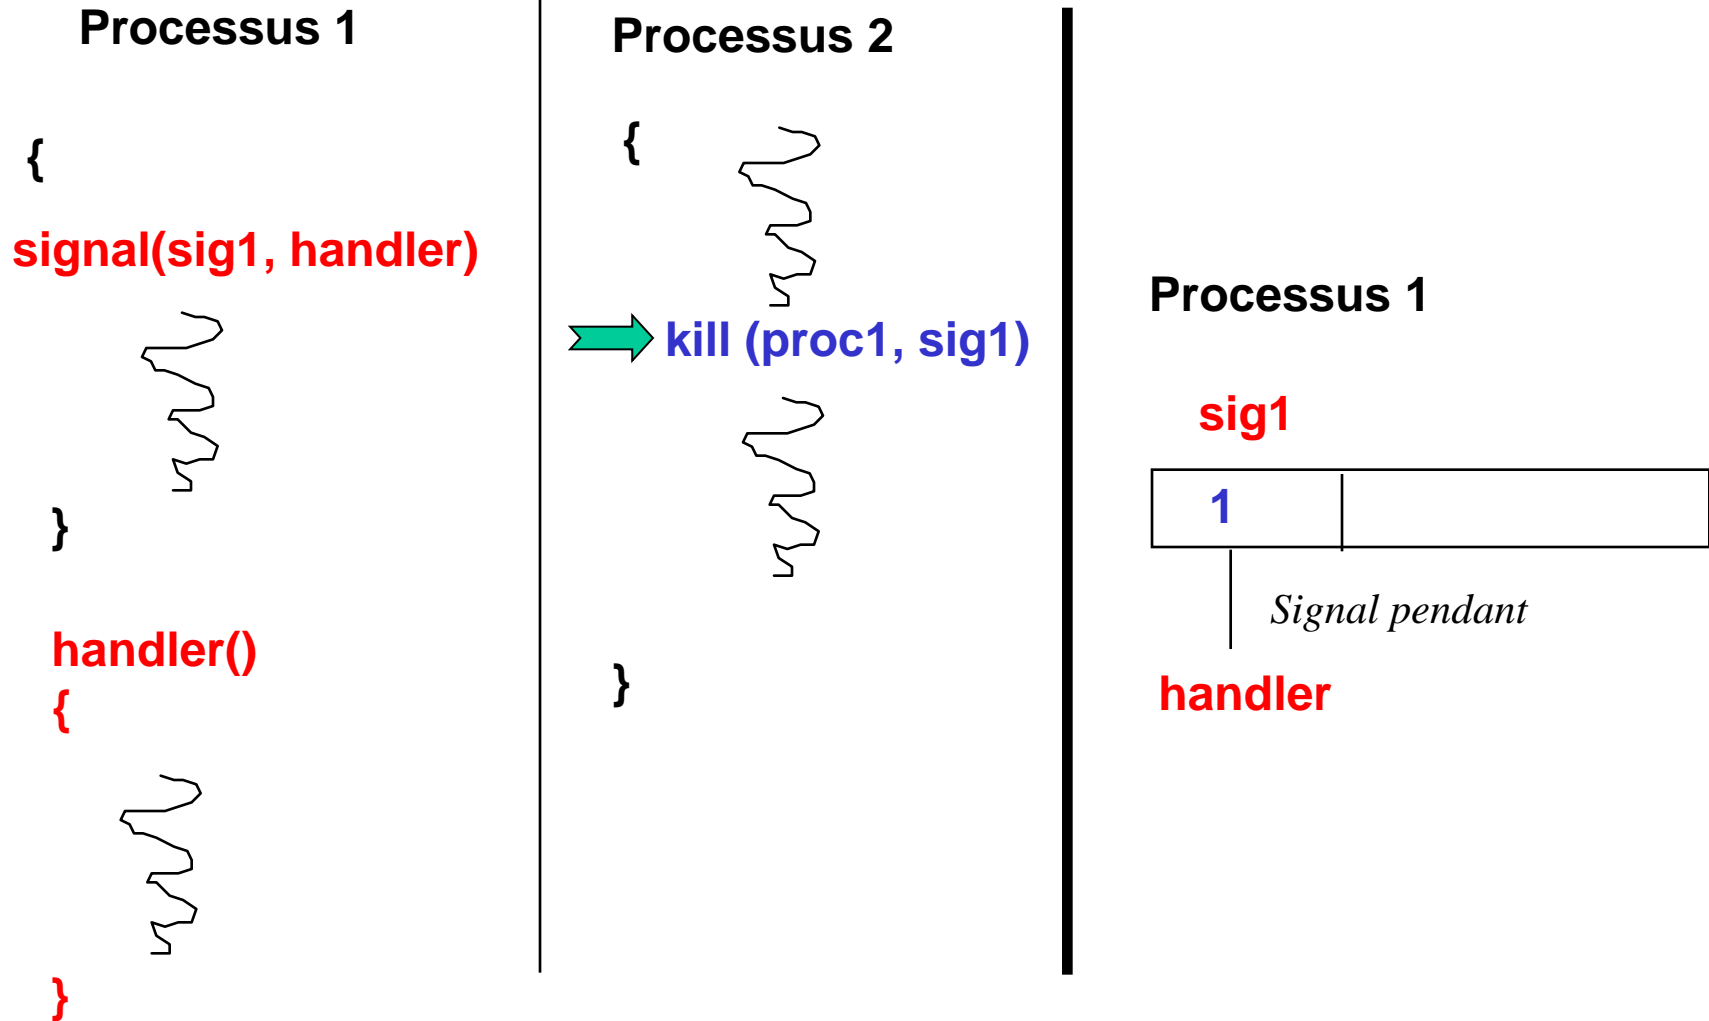 Processus 1
{
signal(sig1, handler)
}
handler()
{
}
Processus 2
{
kill (proc1, sig1)
}
Processus 1
sig1
1
Signal pendant
handler